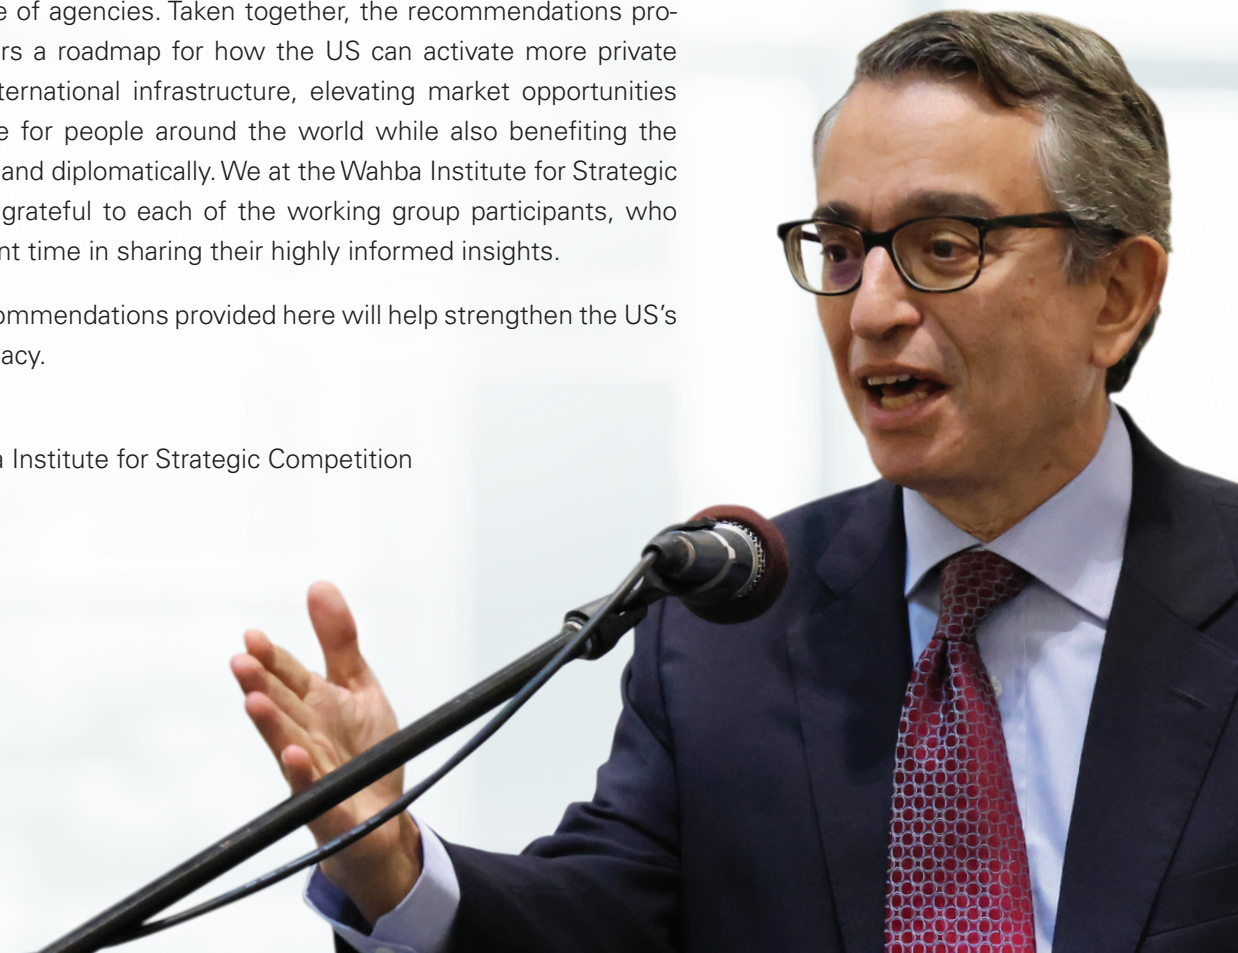 e of agencies. Taken together, the recommendations pro-
rs a roadmap for how the US can activate more private
ternational infrastructure, elevating market opportunities
e for people around the world while also benefiting the
and diplomatically. We at the Wahba Institute for Strategic
grateful to each of the working group participants, who
nt time in sharing their highly informed insights.
ommendations provided here will help strengthen the US’s
acy.
a Institute for Strategic Competition